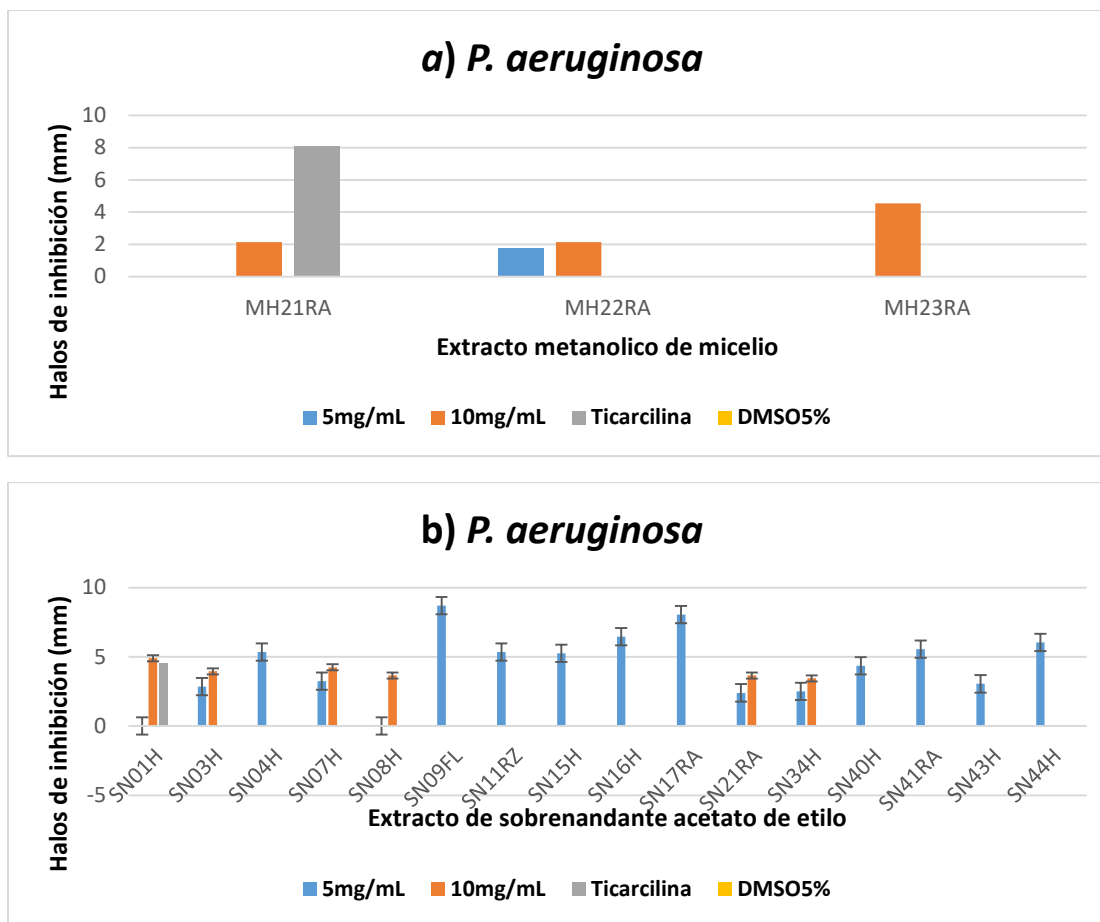 a) P. aeruginosa
Halos de inhibición (mm)
10
8
6
4
2
0
MH21RA MH22RA MH23RA
Extracto metanolico de micelio
5mg/mL 10mg/mL Ticarcilina DMSO5%
b) P. aeruginosa
Halos de inhibición (mm)
10
5
0
-5
SN01H SN03H SN04H SN07H SN08H SN09FL SN11RZ SN15H SN16H SN17RA SN21RA SN34H SN40H SN41RA SN43H SN44H
Extracto de sobrenandante acetato de etilo
5mg/mL 10mg/mL Ticarcilina DMSO5%